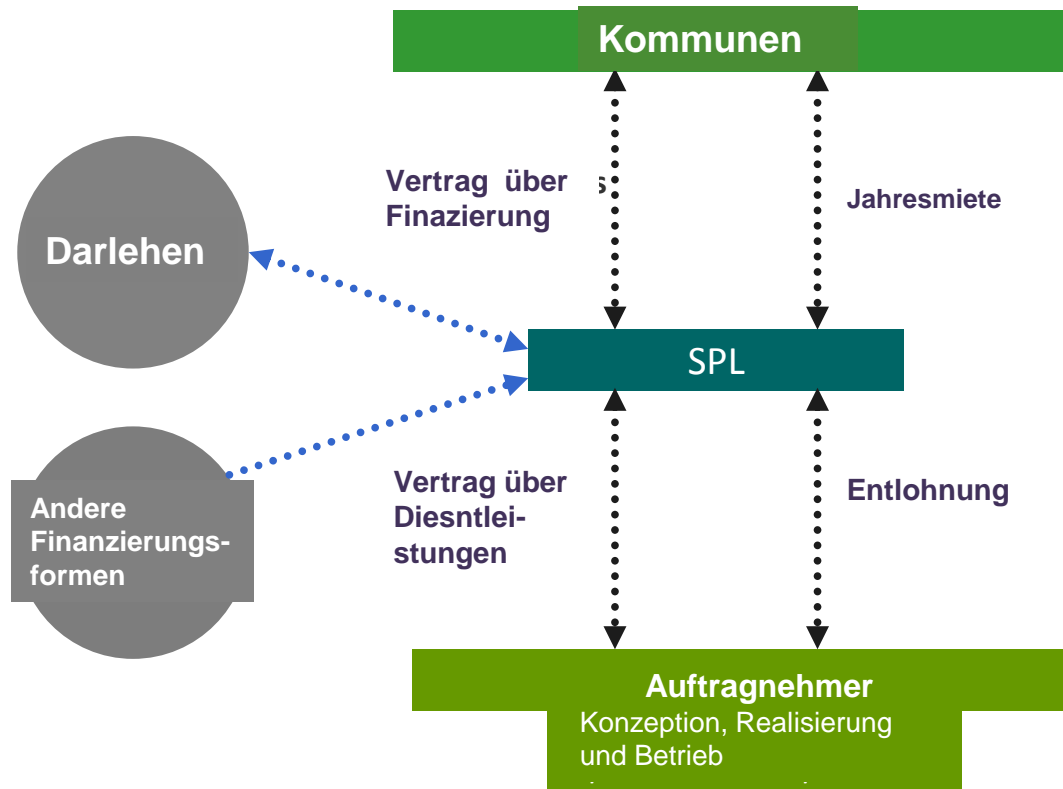 Kommunen
Vertrag über
Finazierung
s
Jahresmiete
Darlehen
SPL
Andere
Finanzierungs-
formen
Vertrag über
Diesntlei-
stungen
Entlohnung
Auftragnehmer
Konzeption, Realisierung
und Betrieb